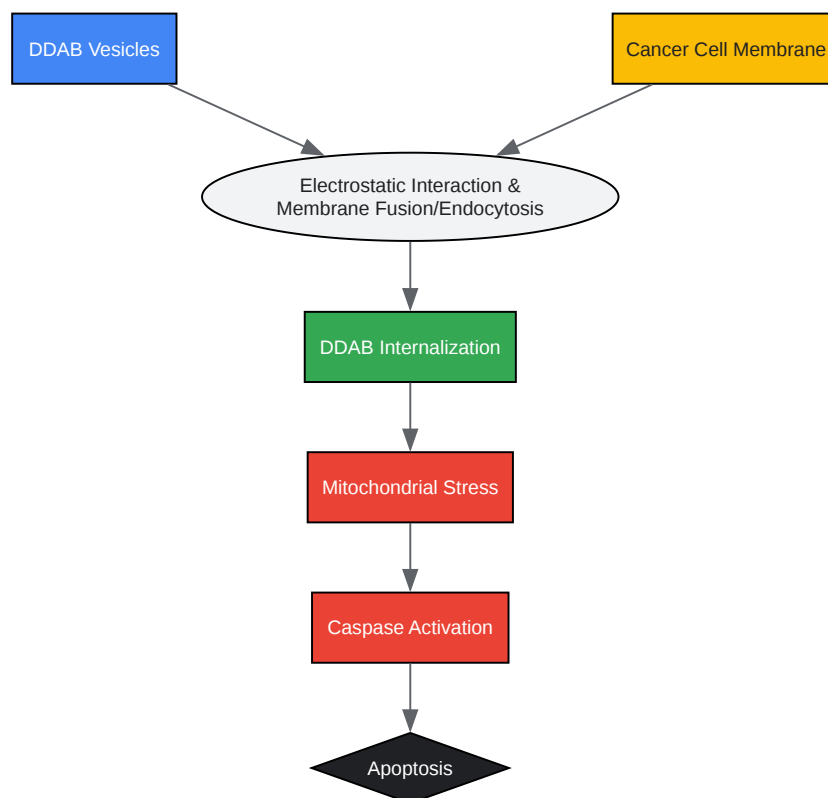 DDAB Vesicles
Cancer Cell Membrane
Electrostatic Interaction &
Membrane Fusion/Endocytosis
DDAB Internalization
Mitochondrial Stress
Caspase Activation
Apoptosis